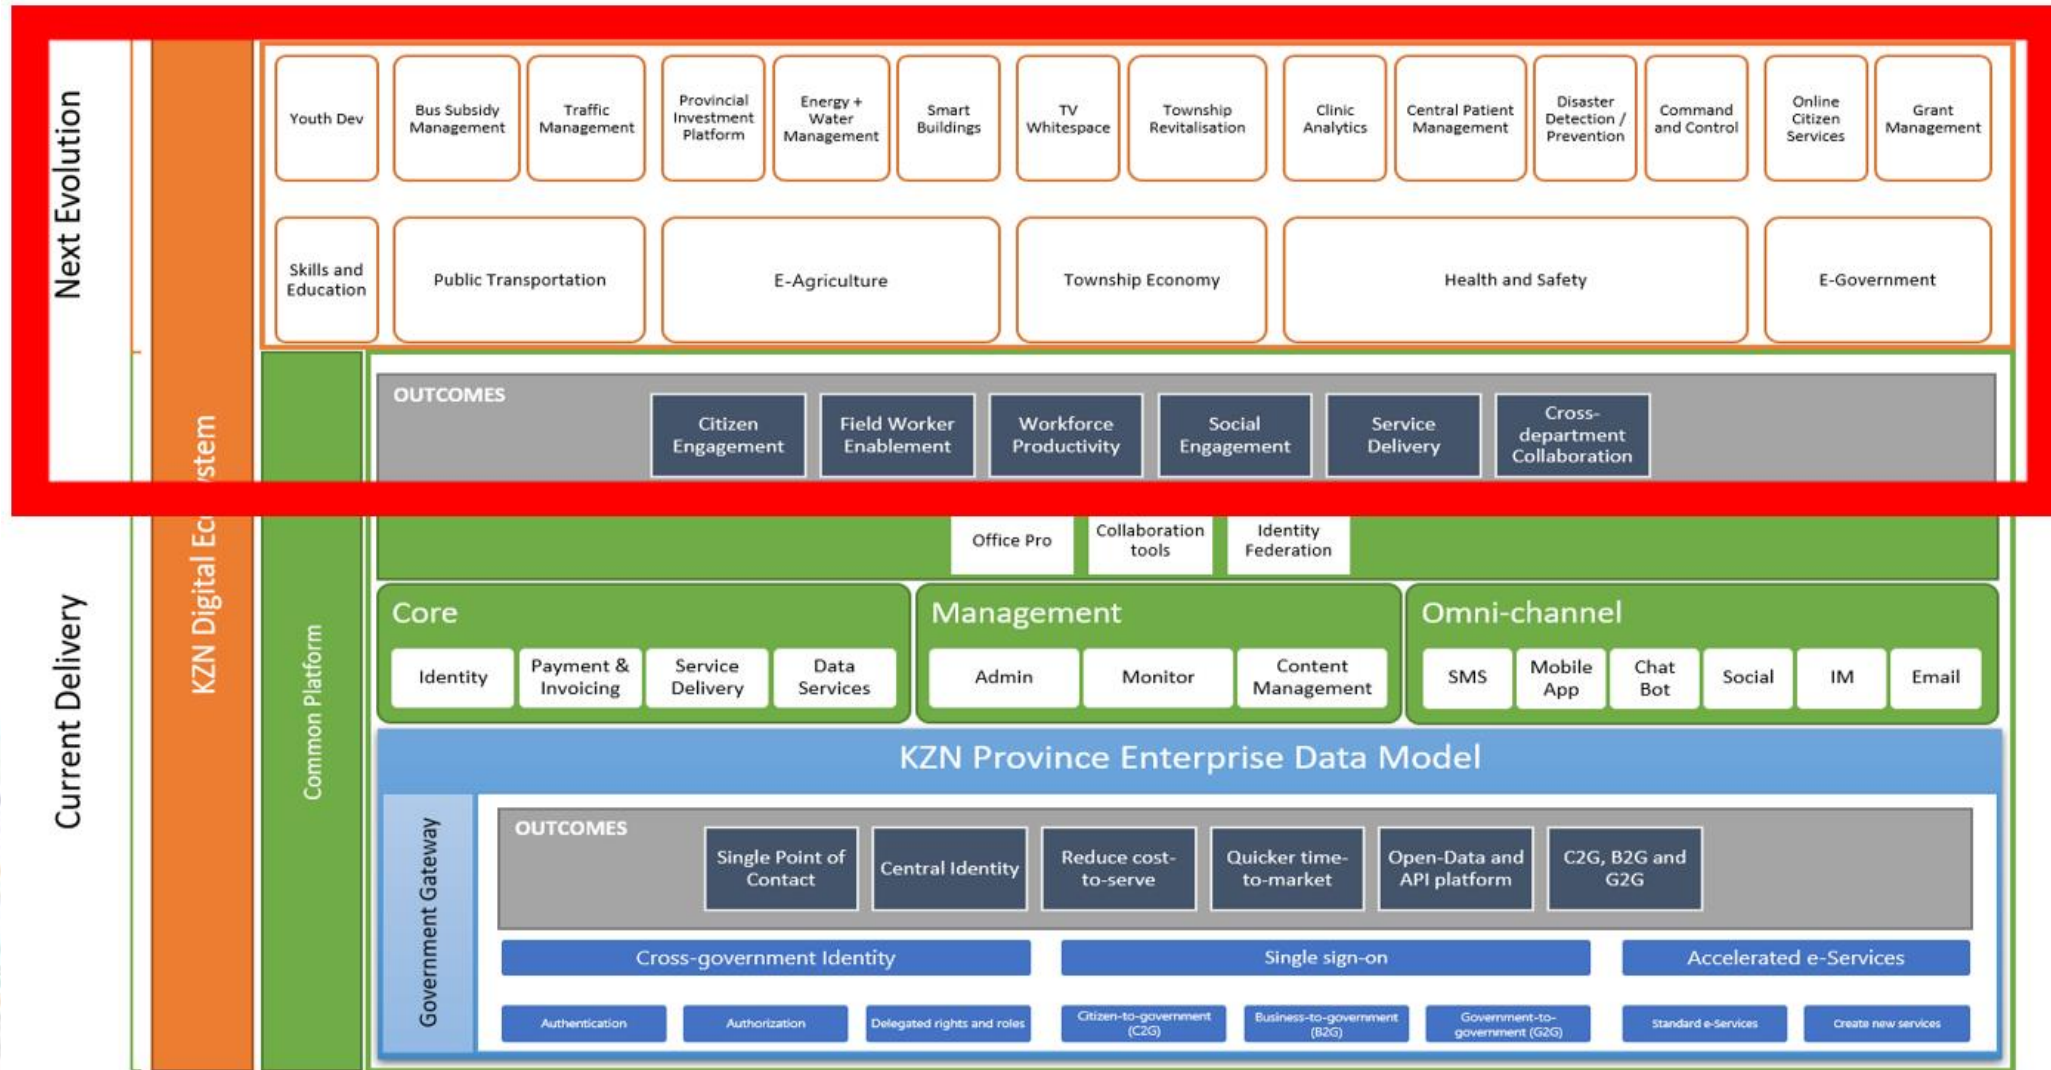 Next Evolution
Youth Dev
Bus Subsidy
Management
Traffic
Management
Provincial
Investment
Platform
Energy +
Water
Management
Smart
Buildings
TV
Whitespace
Township
Revitalisation
Clinic
Analytics
Central Patient
Management
Disaster
Detection /
Prevention
Command
and Control
Online
Citizen
Services
Grant
Management
Skills and
Education
Public Transportation
E-Agriculture
Township Economy
Health and Safety
E-Government
OUTCOMES
Citizen
Engagement
Field Worker
Enablement
Workforce
Productivity
Social
Engagement
Service
Delivery
Cross-
department
Collaboration
Office Pro
Collaboration
tools
Identity
Federation
Current Delivery
KZN Digital
Common Platform
Core
Identity
Payment &
Invoicing
Service
Delivery
Data
Services
Management
Admin
Monitor
Content
Management
Omni-channel
SMS
Mobile
App
Chat
Bot
Social
IM
Email
KZN Province Enterprise Data Model
Government Gateway
OUTCOMES
Single Point of
Contact
Central Identity
Reduce cost-
to-serve
Quicker time-
to-market
Open-Data and
API platform
C2G, B2G and
G2G
Cross-government Identity
Single sign-on
Accelerated e-Services
Authentication
Authorization
Delegated rights and roles
Citizen-to-government
(C2G)
Business-to-government
(B2G)
Government-to-
government (G2G)
Standard e-Services
Create new services